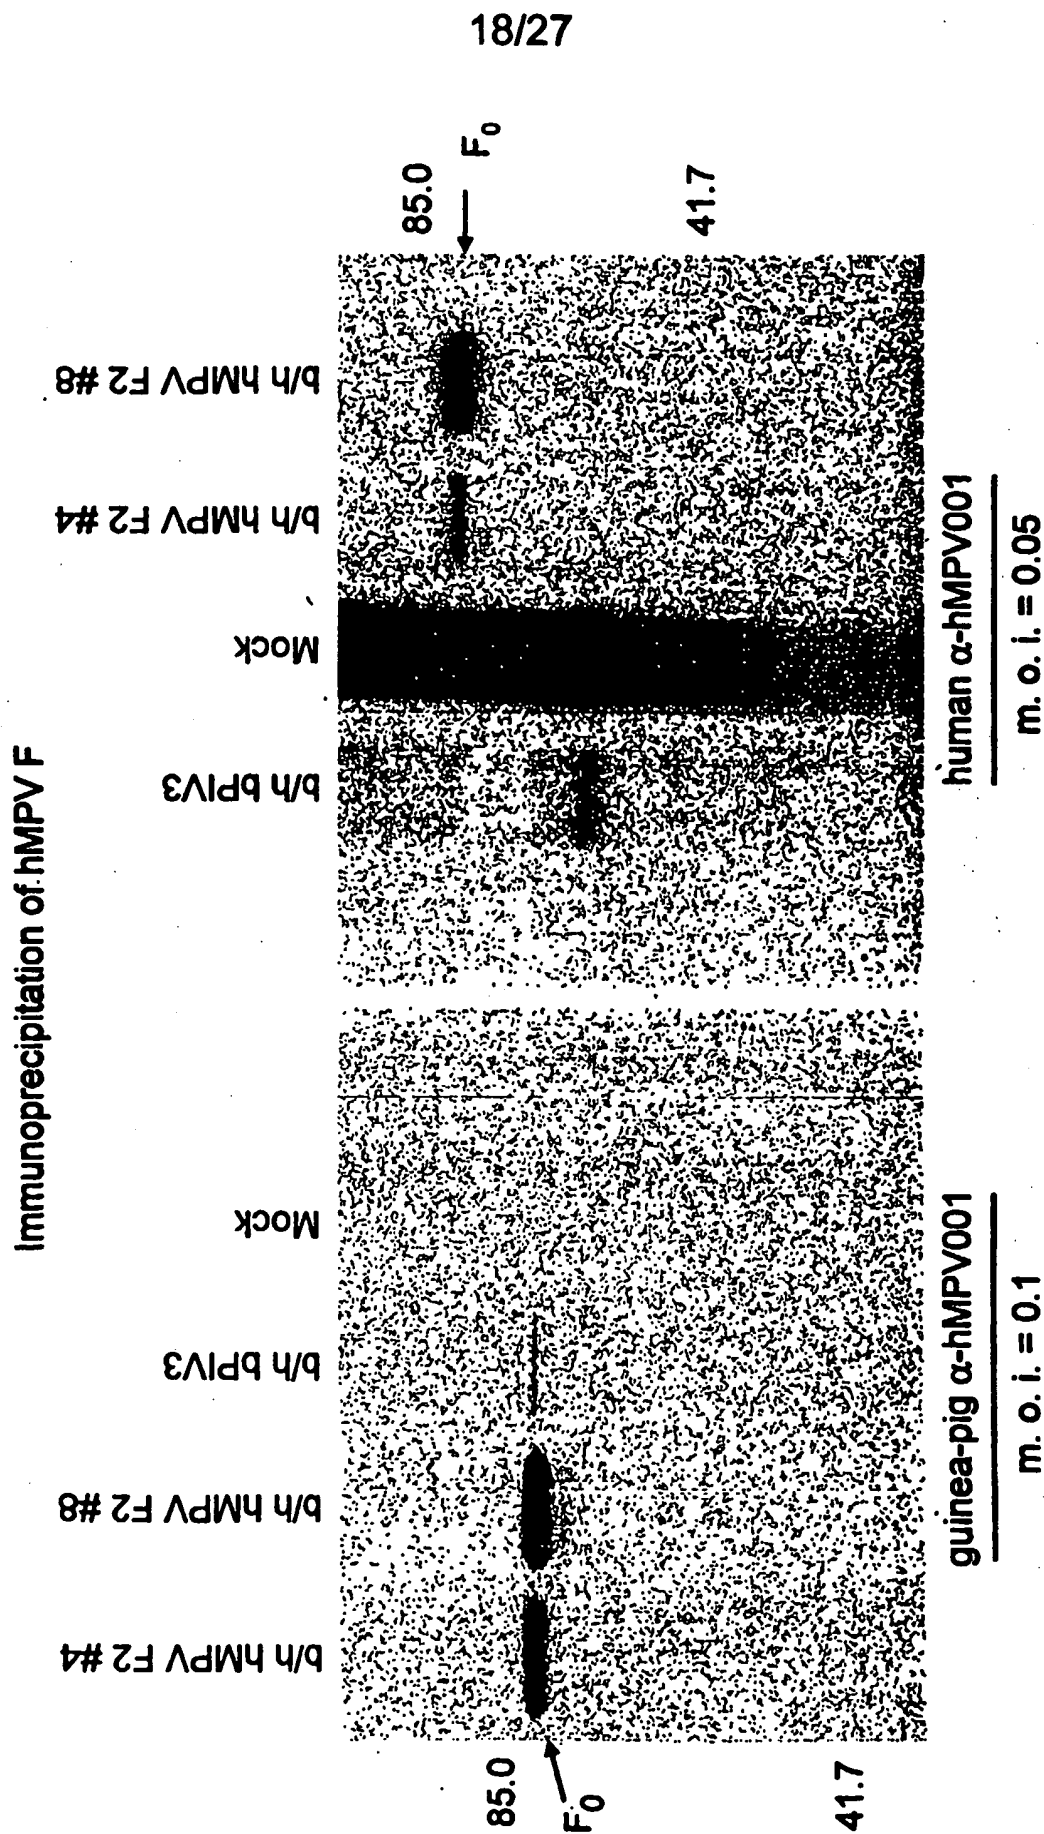 18/27
Immunoprecipitation of hMPV F
b/h hMPV F2 #4
b/h hMPV F2 #8
b/h bPIV3
Mock
85.0
F0
41.7
guinea-pig α-hMPV001
m. o. i. = 0.1
b/h bPIV3
Mock
b/h hMPV F2 #4
b/h hMPV F2 #8
85.0
F0
41.7
human α-hMPV001
m. o. i. = 0.05